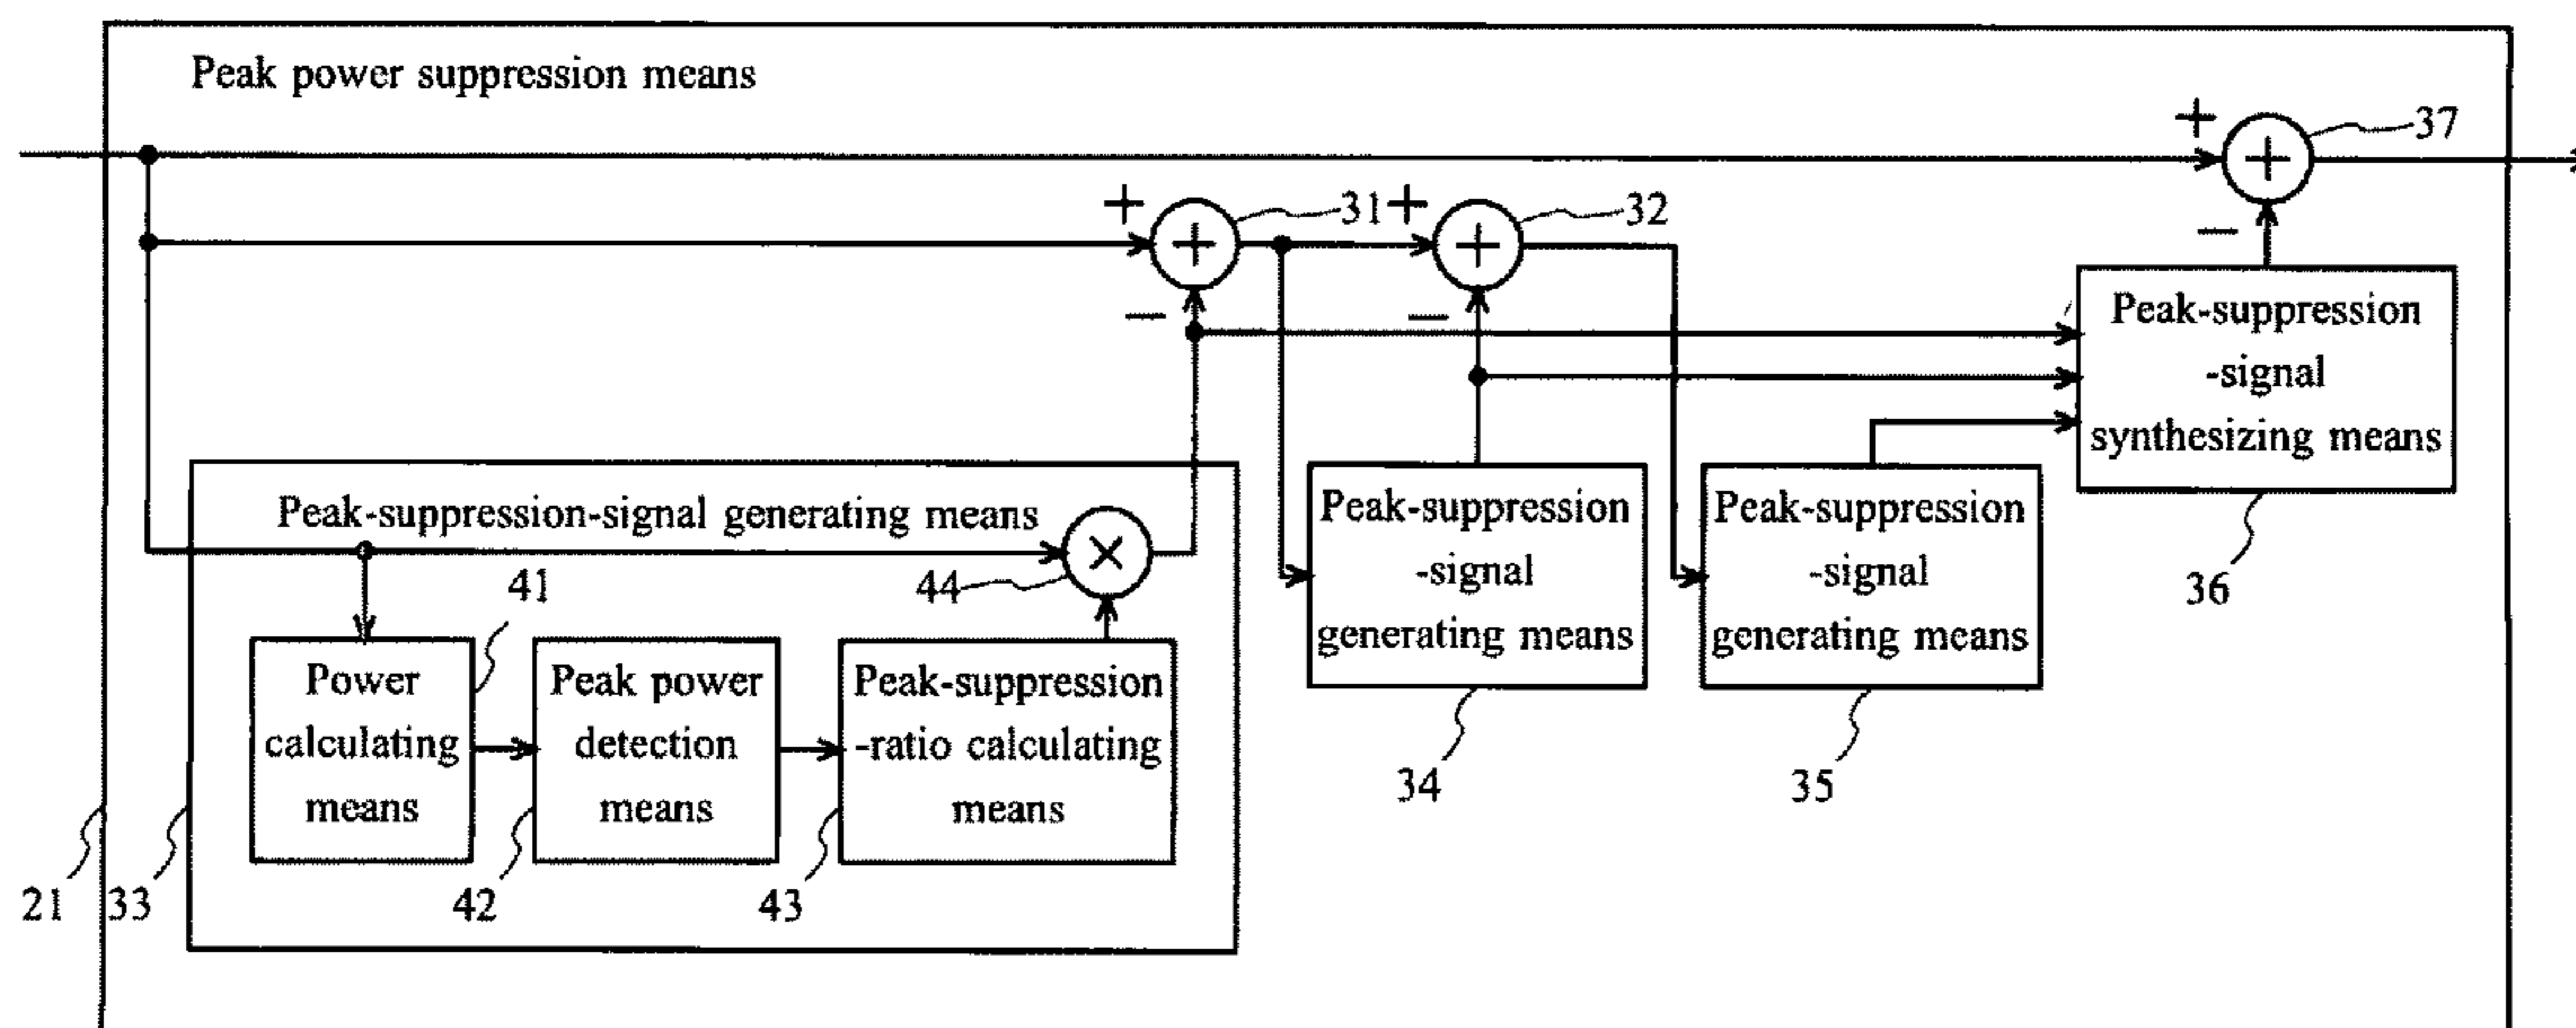 Peak power suppression means
+
+
37
+
31
+
+
32
+
−
−
−
Peak-suppression
-signal
synthesizing means
36
Peak-suppression-signal generating means
44
×
41
Power
calculating
means
Peak power
detection
means
Peak-suppression
-ratio calculating
means
Peak-suppression
-signal
generating means
Peak-suppression
-signal
generating means
34
35
21
33
42
43